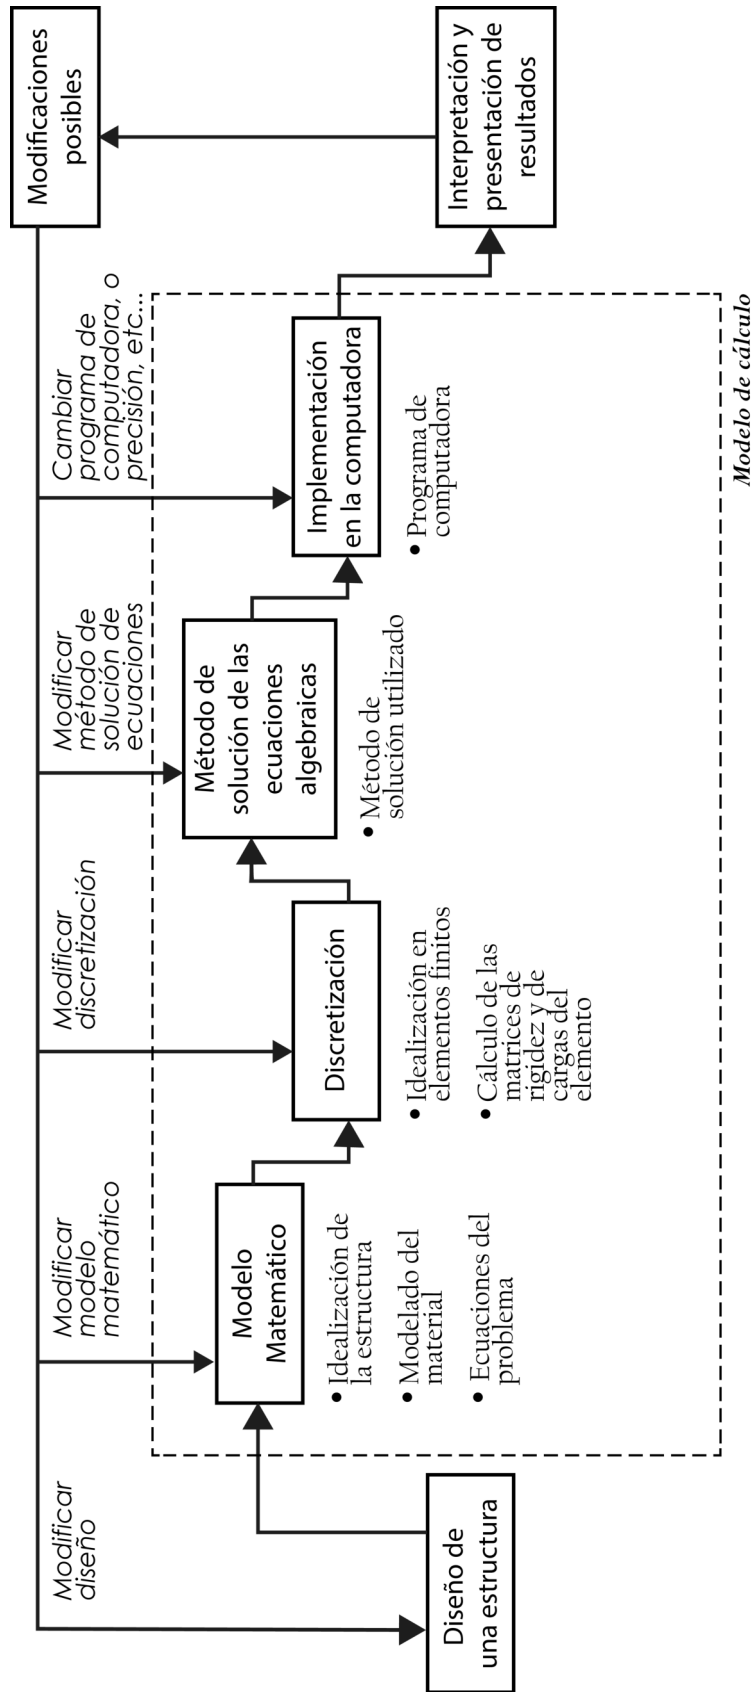 Modificar
diseño
Modificar
modelo
matemático
Modificar
discretización
Modificar
método de
solución de
ecuaciones
Cambiar
programa de
computadora, o
precisión, etc...
Modificaciones
posibles
Diseño de
una estructura
Modelo
Matemático
• Idealización de
la estructura
• Modelado del
material
• Ecuaciones del
problema
Discretización
• Idealización en
elementos finitos
• Cálculo de las
matrices de
rigidez y de
cargas del
elemento
Método de
solución de las
ecuaciones
algebraicas
• Método de
solución utilizado
Implementación
en la computadora
• Programa de
computadora
Interpretación y
presentación de
resultados
Modelo de cálculo